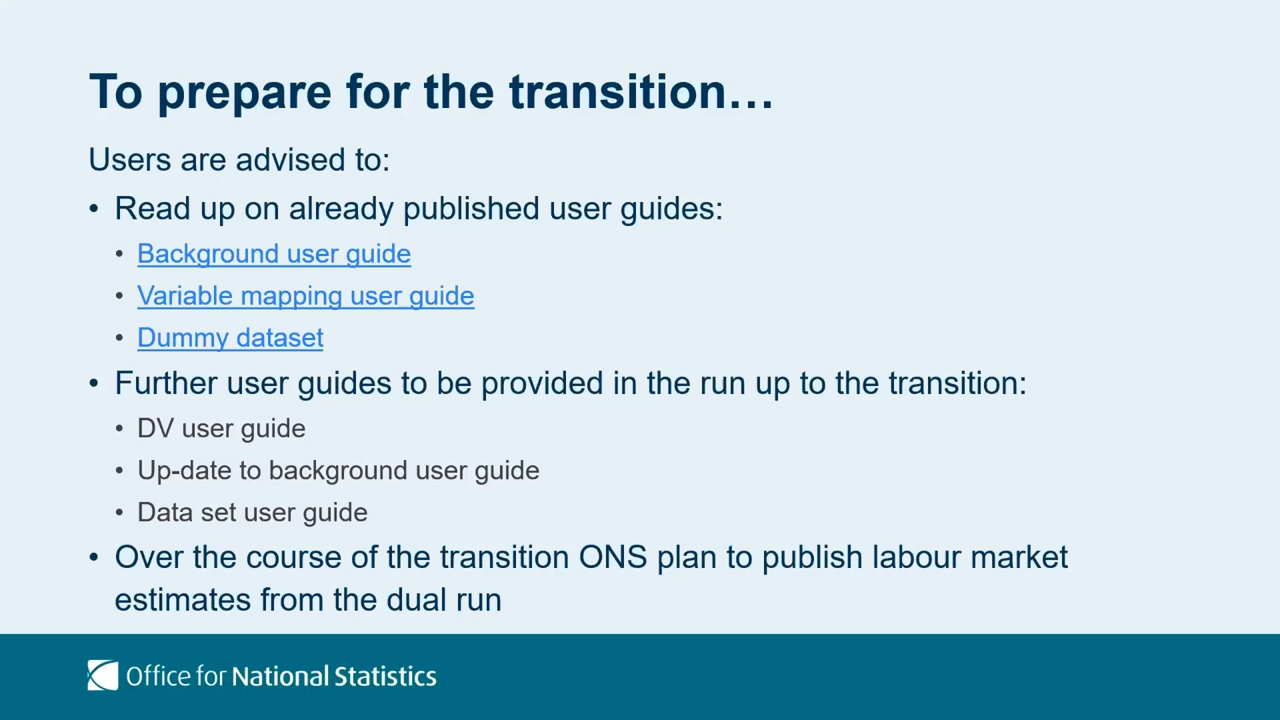 To prepare for the transition…
Users are advised to:
• Read up on already published user guides:
• Background user guide
• Variable mapping user guide
• Dummy dataset
• Further user guides to be provided in the run up to the transition:
• DV user guide
• Up-date to background user guide
• Data set user guide
• Over the course of the transition ONS plan to publish labour market
estimates from the dual run
Office for National Statistics